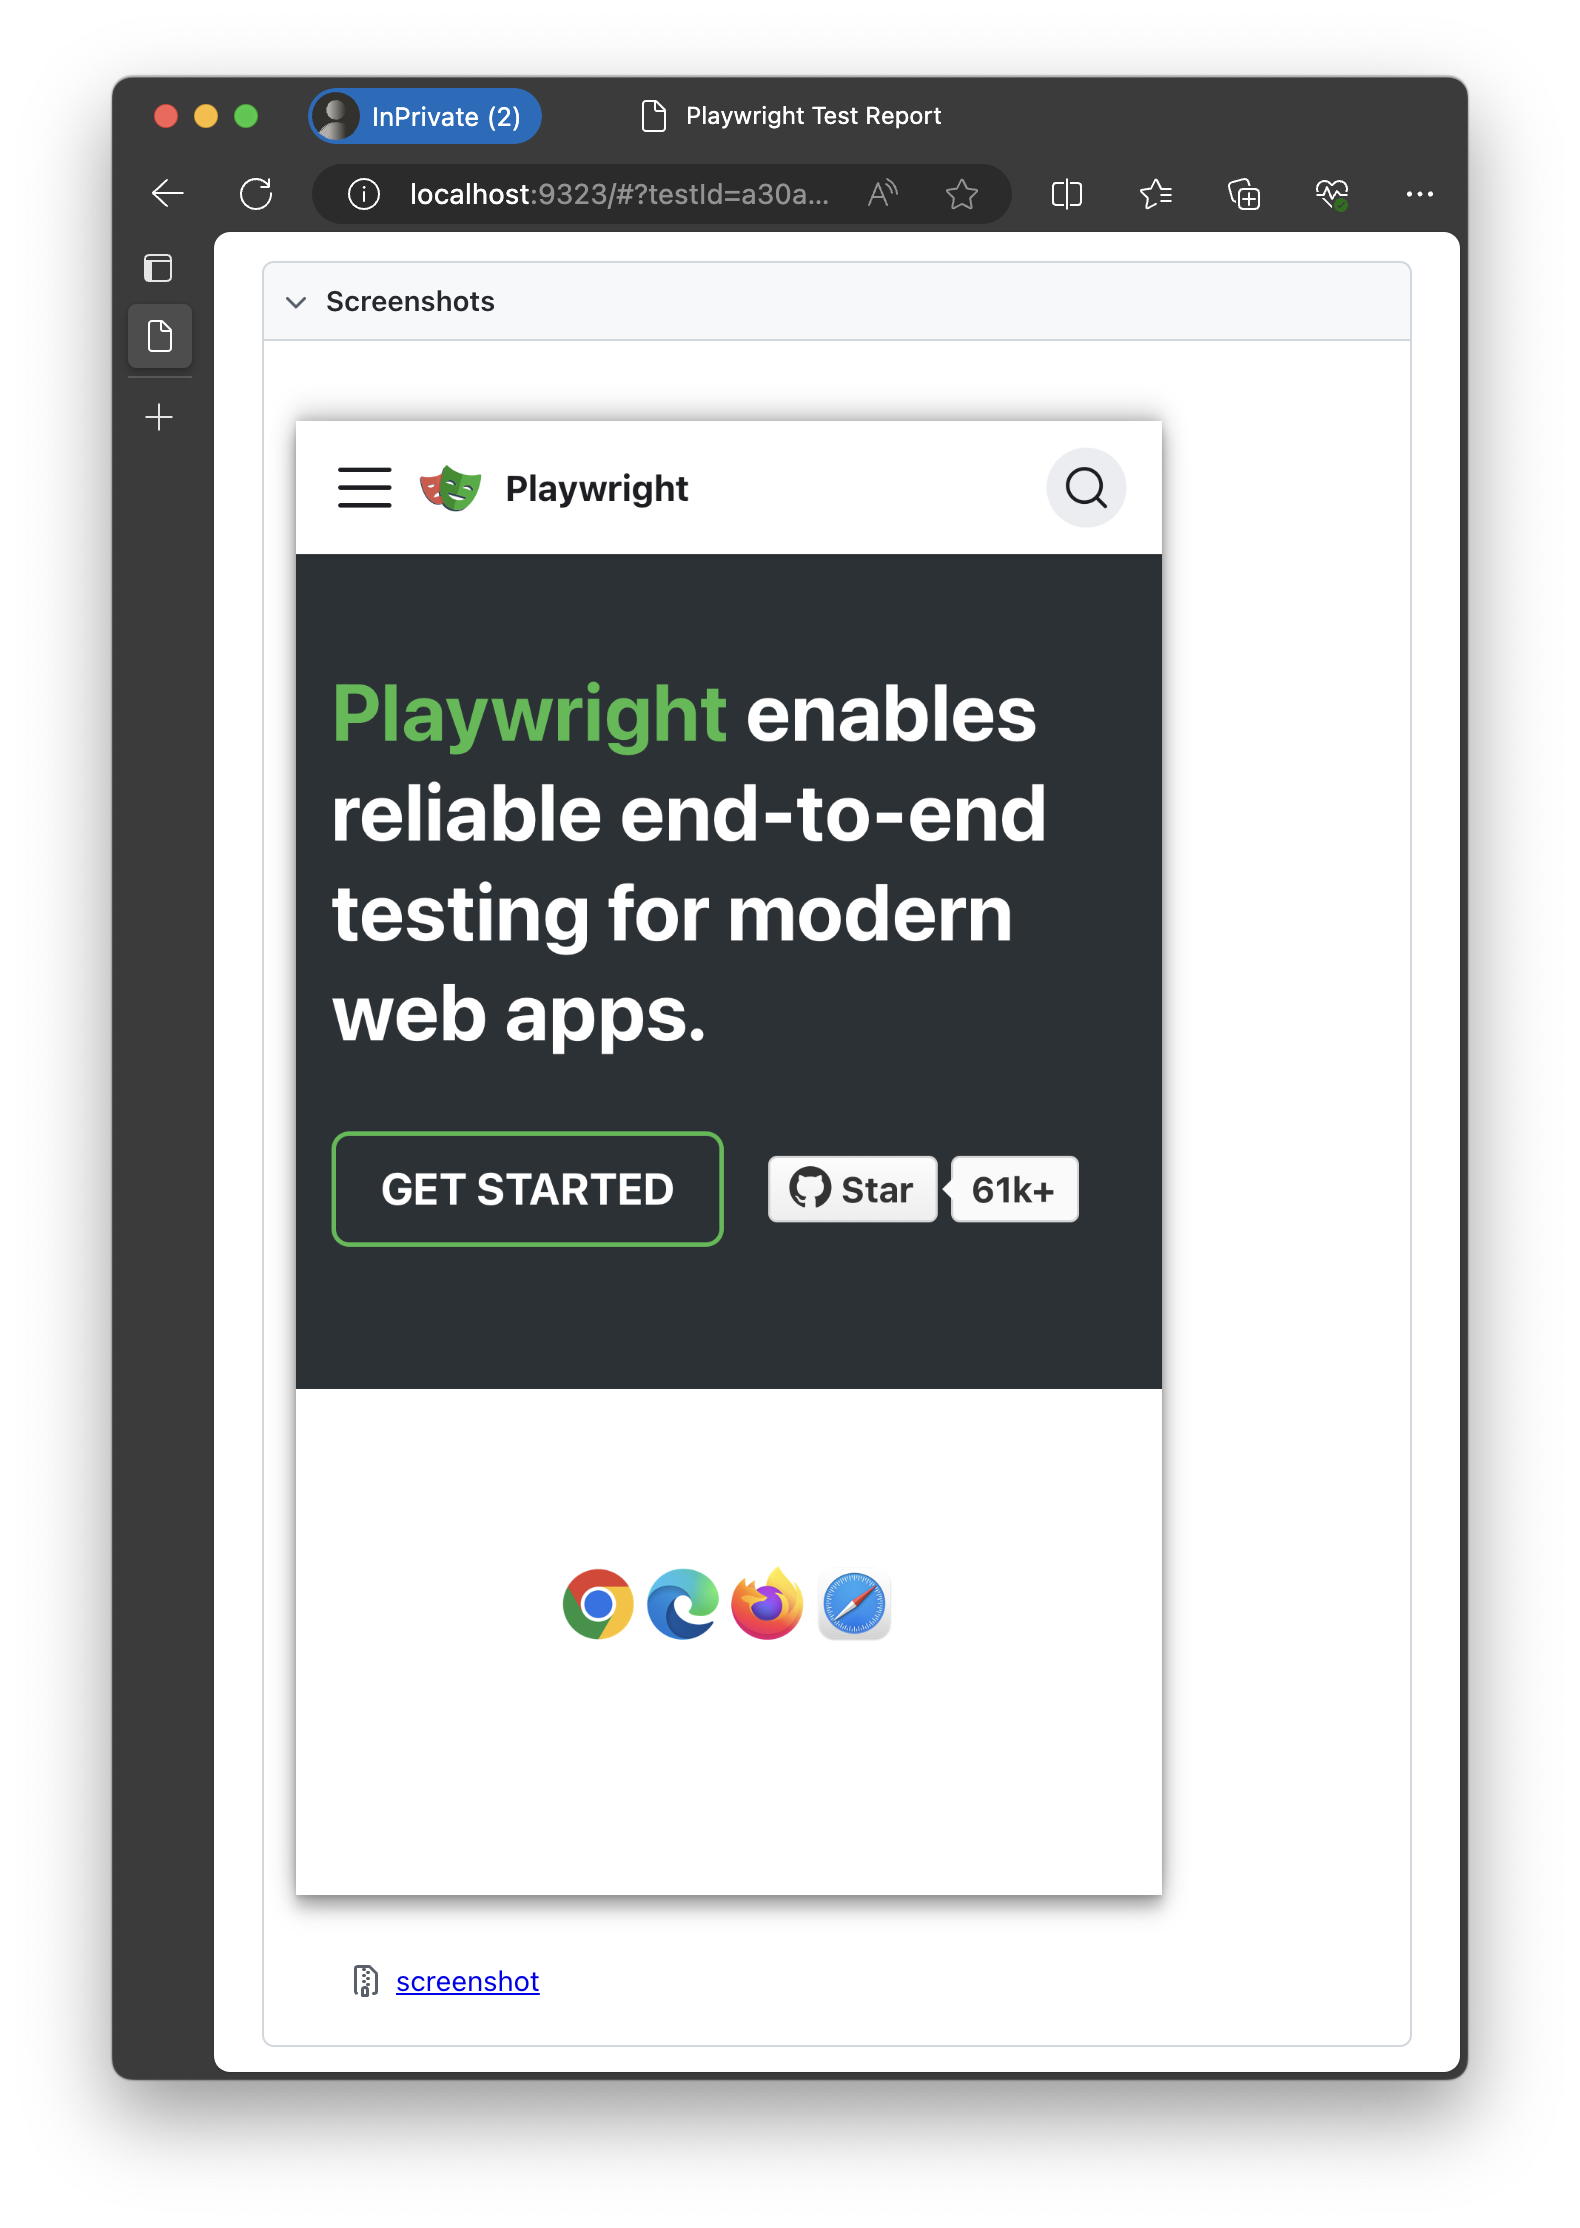 InPrivate (2)
Playwright Test Report
localhost:9323/#?testId=a30a...
Screenshots
Playwright
Playwright enables
reliable end-to-end
testing for modern
web apps.
GET STARTED
Star
61k+
screenshot